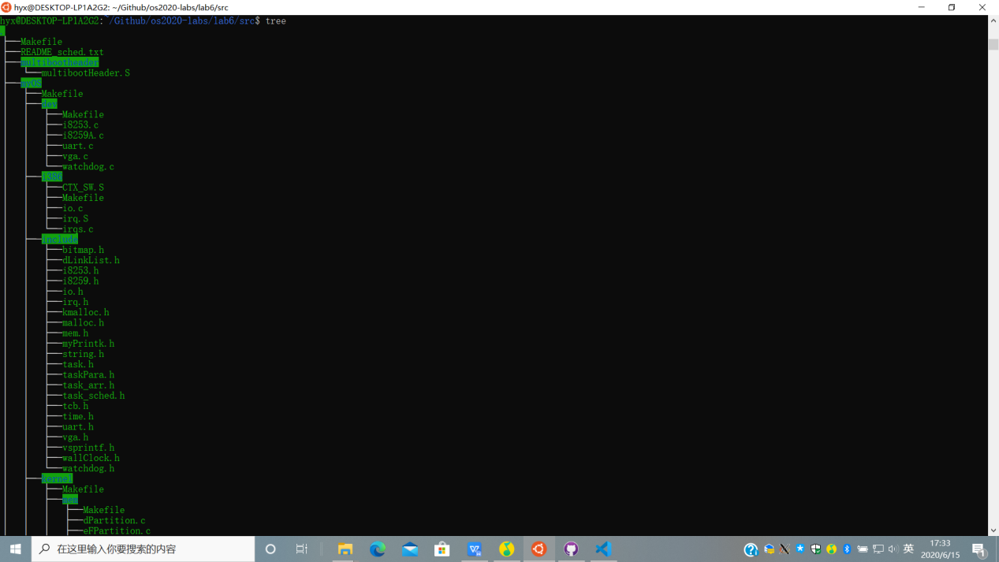 hyx@DESKTOP-LP1A2G2: ~/Github/os2020-labs/lab6/src
hyx@DESKTOP-LP1A2G2:~/Github/os2020-labs/lab6/src$ tree
.
├──Makefile
├──README_sched.txt
├──multibootheader
│   └──multibootHeader.S
├──myOS
│   ├──Makefile
│   ├──dev
│   │   ├──Makefile
│   │   ├──i8253.c
│   │   ├──i8259A.c
│   │   ├──uart.c
│   │   ├──vga.c
│   │   └──watchdog.c
│   ├──i386
│   │   ├──CTX_SW.S
│   │   ├──Makefile
│   │   ├──io.c
│   │   ├──irq.S
│   │   └──irqs.c
│   ├──include
│   │   ├──bitmap.h
│   │   ├──dLinkList.h
│   │   ├──i8253.h
│   │   ├──i8259.h
│   │   ├──io.h
│   │   ├──irq.h
│   │   ├──kmalloc.h
│   │   ├──malloc.h
│   │   ├──mem.h
│   │   ├──myPrintk.h
│   │   ├──string.h
│   │   ├──task.h
│   │   ├──taskPara.h
│   │   ├──task_arr.h
│   │   ├──task_sched.h
│   │   ├──tcb.h
│   │   ├──time.h
│   │   ├──uart.h
│   │   ├──vga.h
│   │   ├──vsprintf.h
│   │   ├──wallClock.h
│   │   └──watchdog.h
│   ├──kernel
│   │   ├──Makefile
│   │   ├──mem
│   │   │   ├──Makefile
│   │   │   ├──dPartition.c
│   │   │   ├──eFPartition.c
在这里输入你要搜索的内容
英
17:33
2020/6/15
1